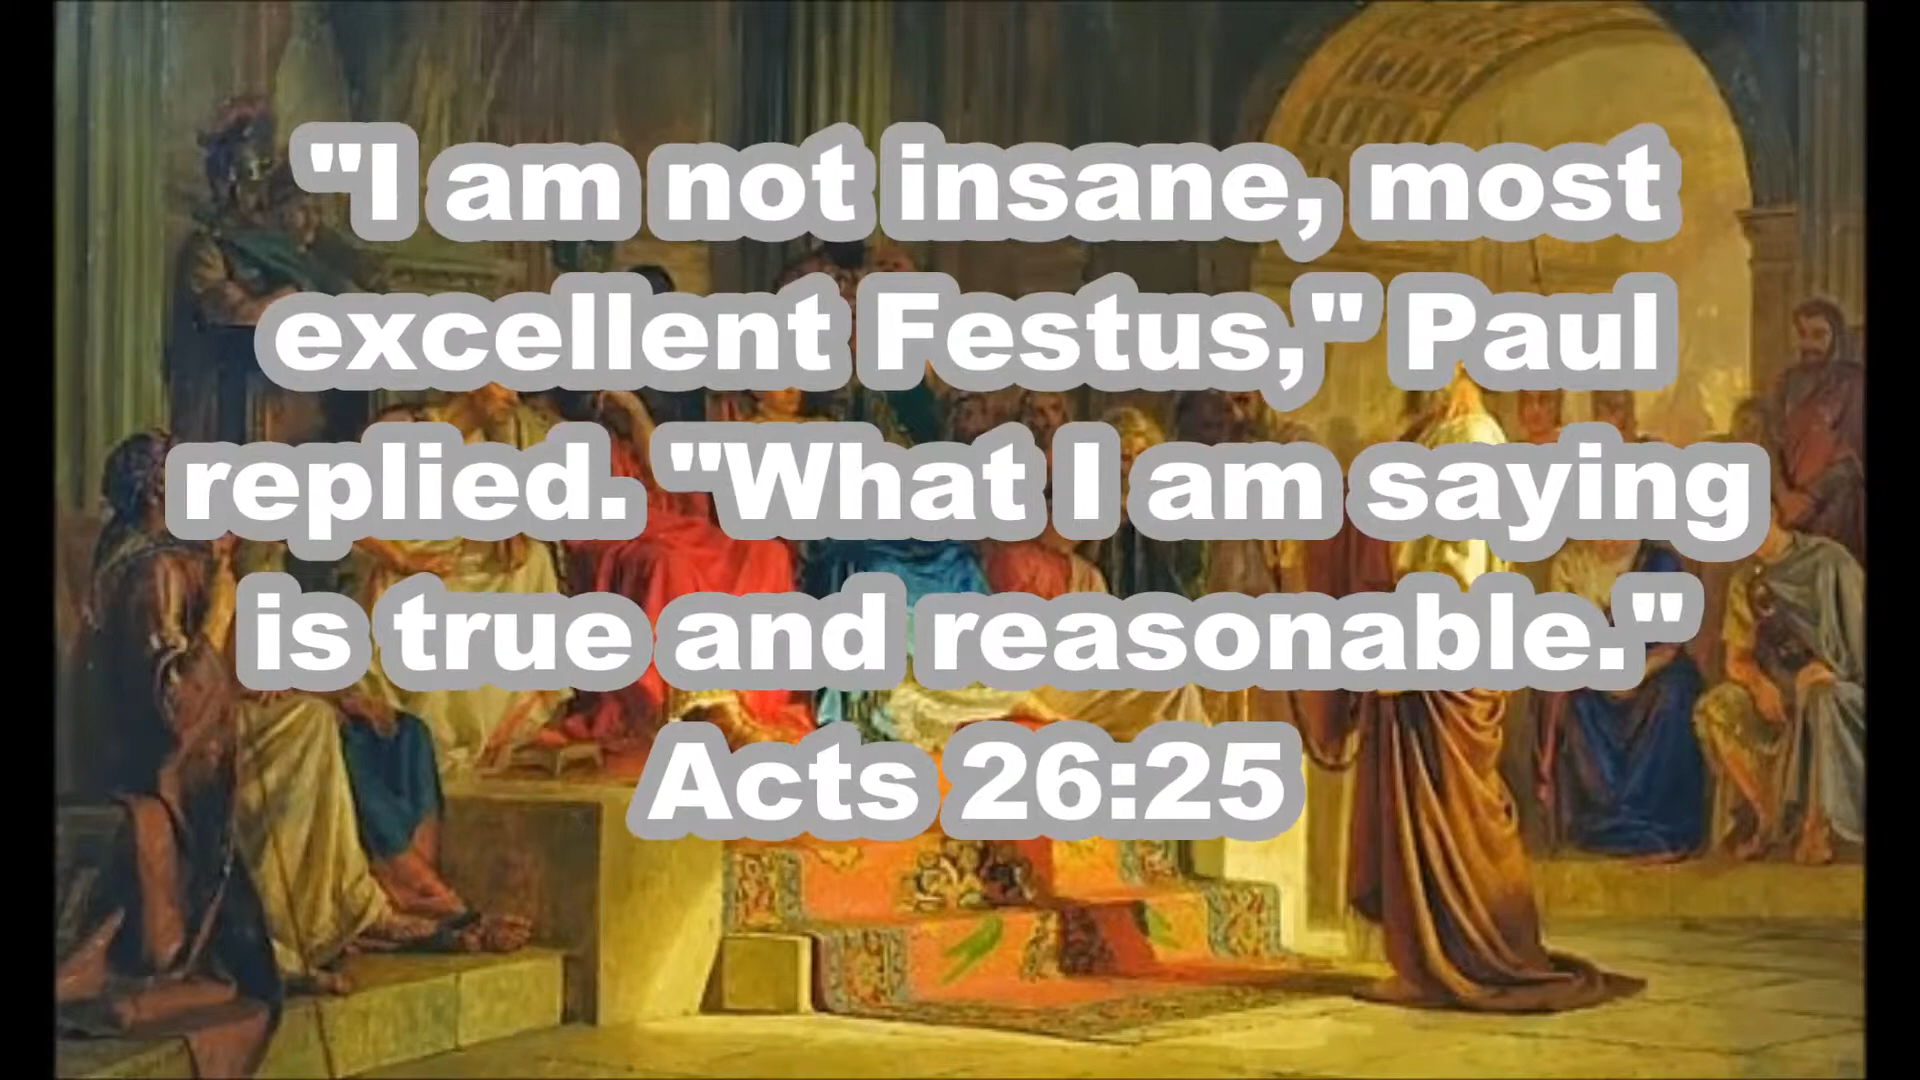 "I am not insane, most
excellent Festus," Paul
replied. "What I am saying
is true and reasonable."
Acts 26:25